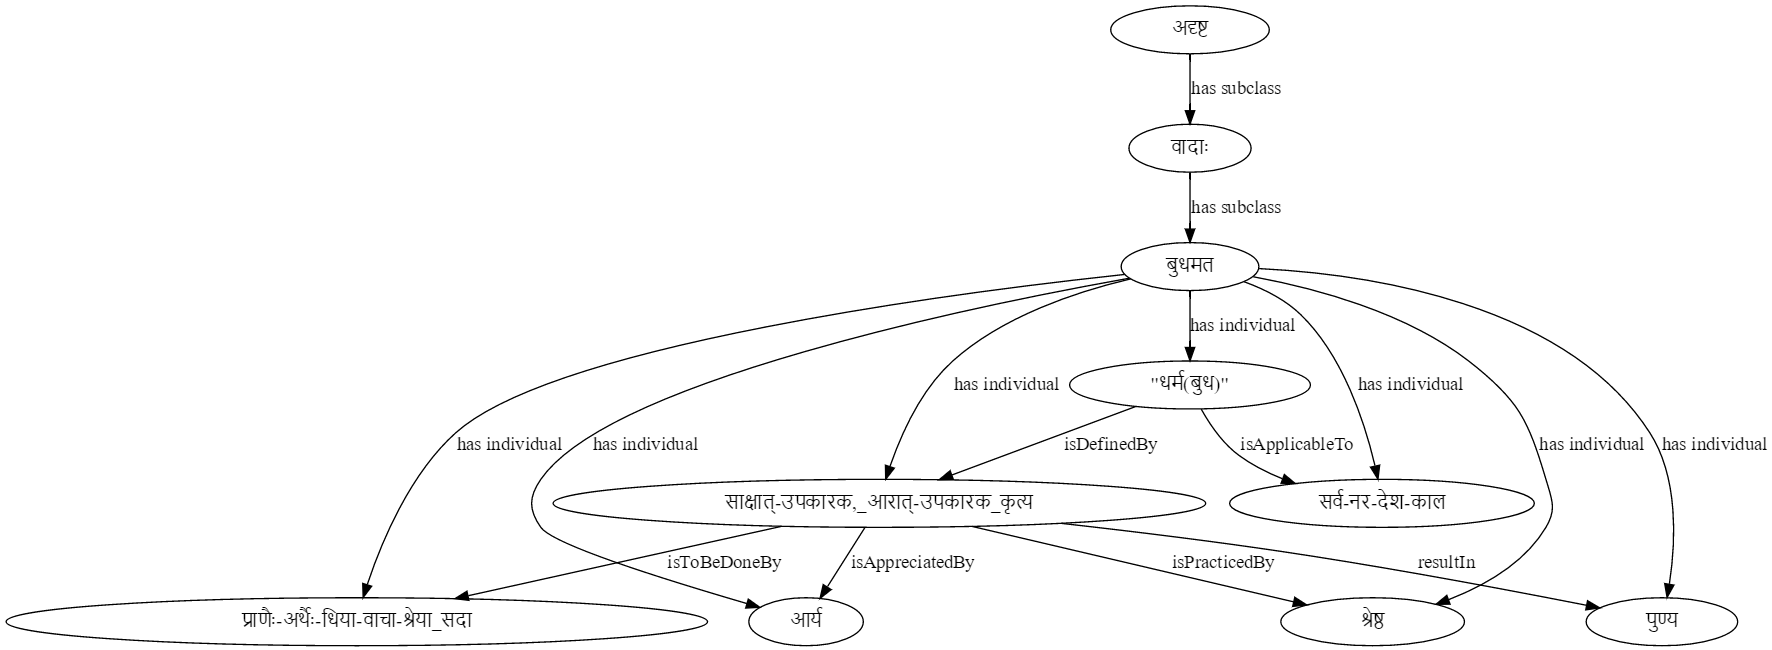 अदृष्ट
has subclass
वादाः
has subclass
बुधमत
has individual
has individual
has individual
"धर्म(बुध)"
has individual
has individual
isDefinedBy
isApplicableTo
has individual
has individual
साक्षात्-उपकारक,_आरात्-उपकारक_कृत्य
सर्व-नर-देश-काल
isToBeDoneBy
isAppreciatedBy
isPracticedBy
resultIn
प्राणैः-अर्थैः-धिया-वाचा-श्रेया_सदा
आर्य
श्रेष्ठ
पुण्य